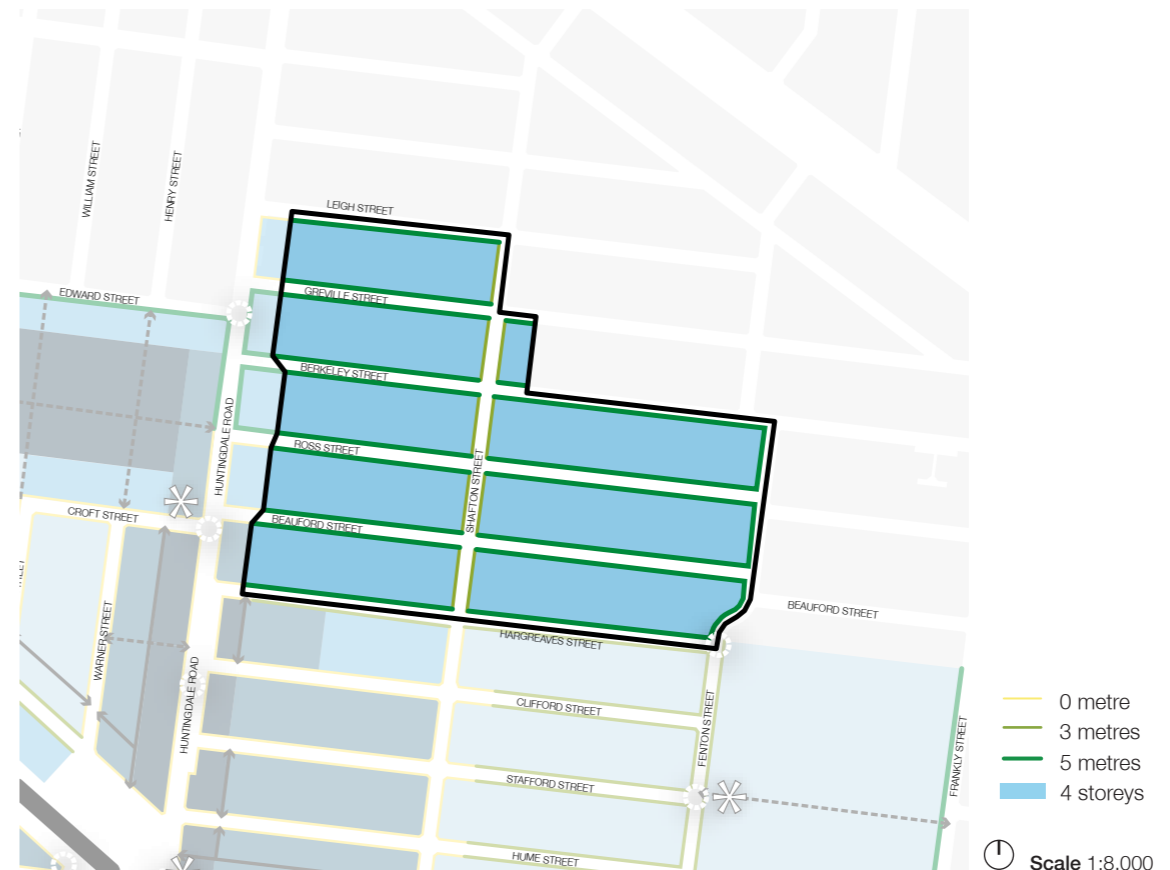 WILLIAM STREET
HENRY STREET
LEIGH STREET
EDWARD STREET
GREVILLE STREET
BERKELEY STREET
HUNTINGDALE ROAD
ROSS STREET
SHAFTON STREET
CROFT STREET
BEAUFORD STREET
BEAUFORD STREET
HARGREAVES STREET
WARNER STREET
HUNTINGDALE ROAD
CLIFFORD STREET
FENTON STREET
FRANKLY STREET
STAFFORD STREET
HUME STREET
0 metre
3 metres
5 metres
4 storeys
Scale 1:8,000